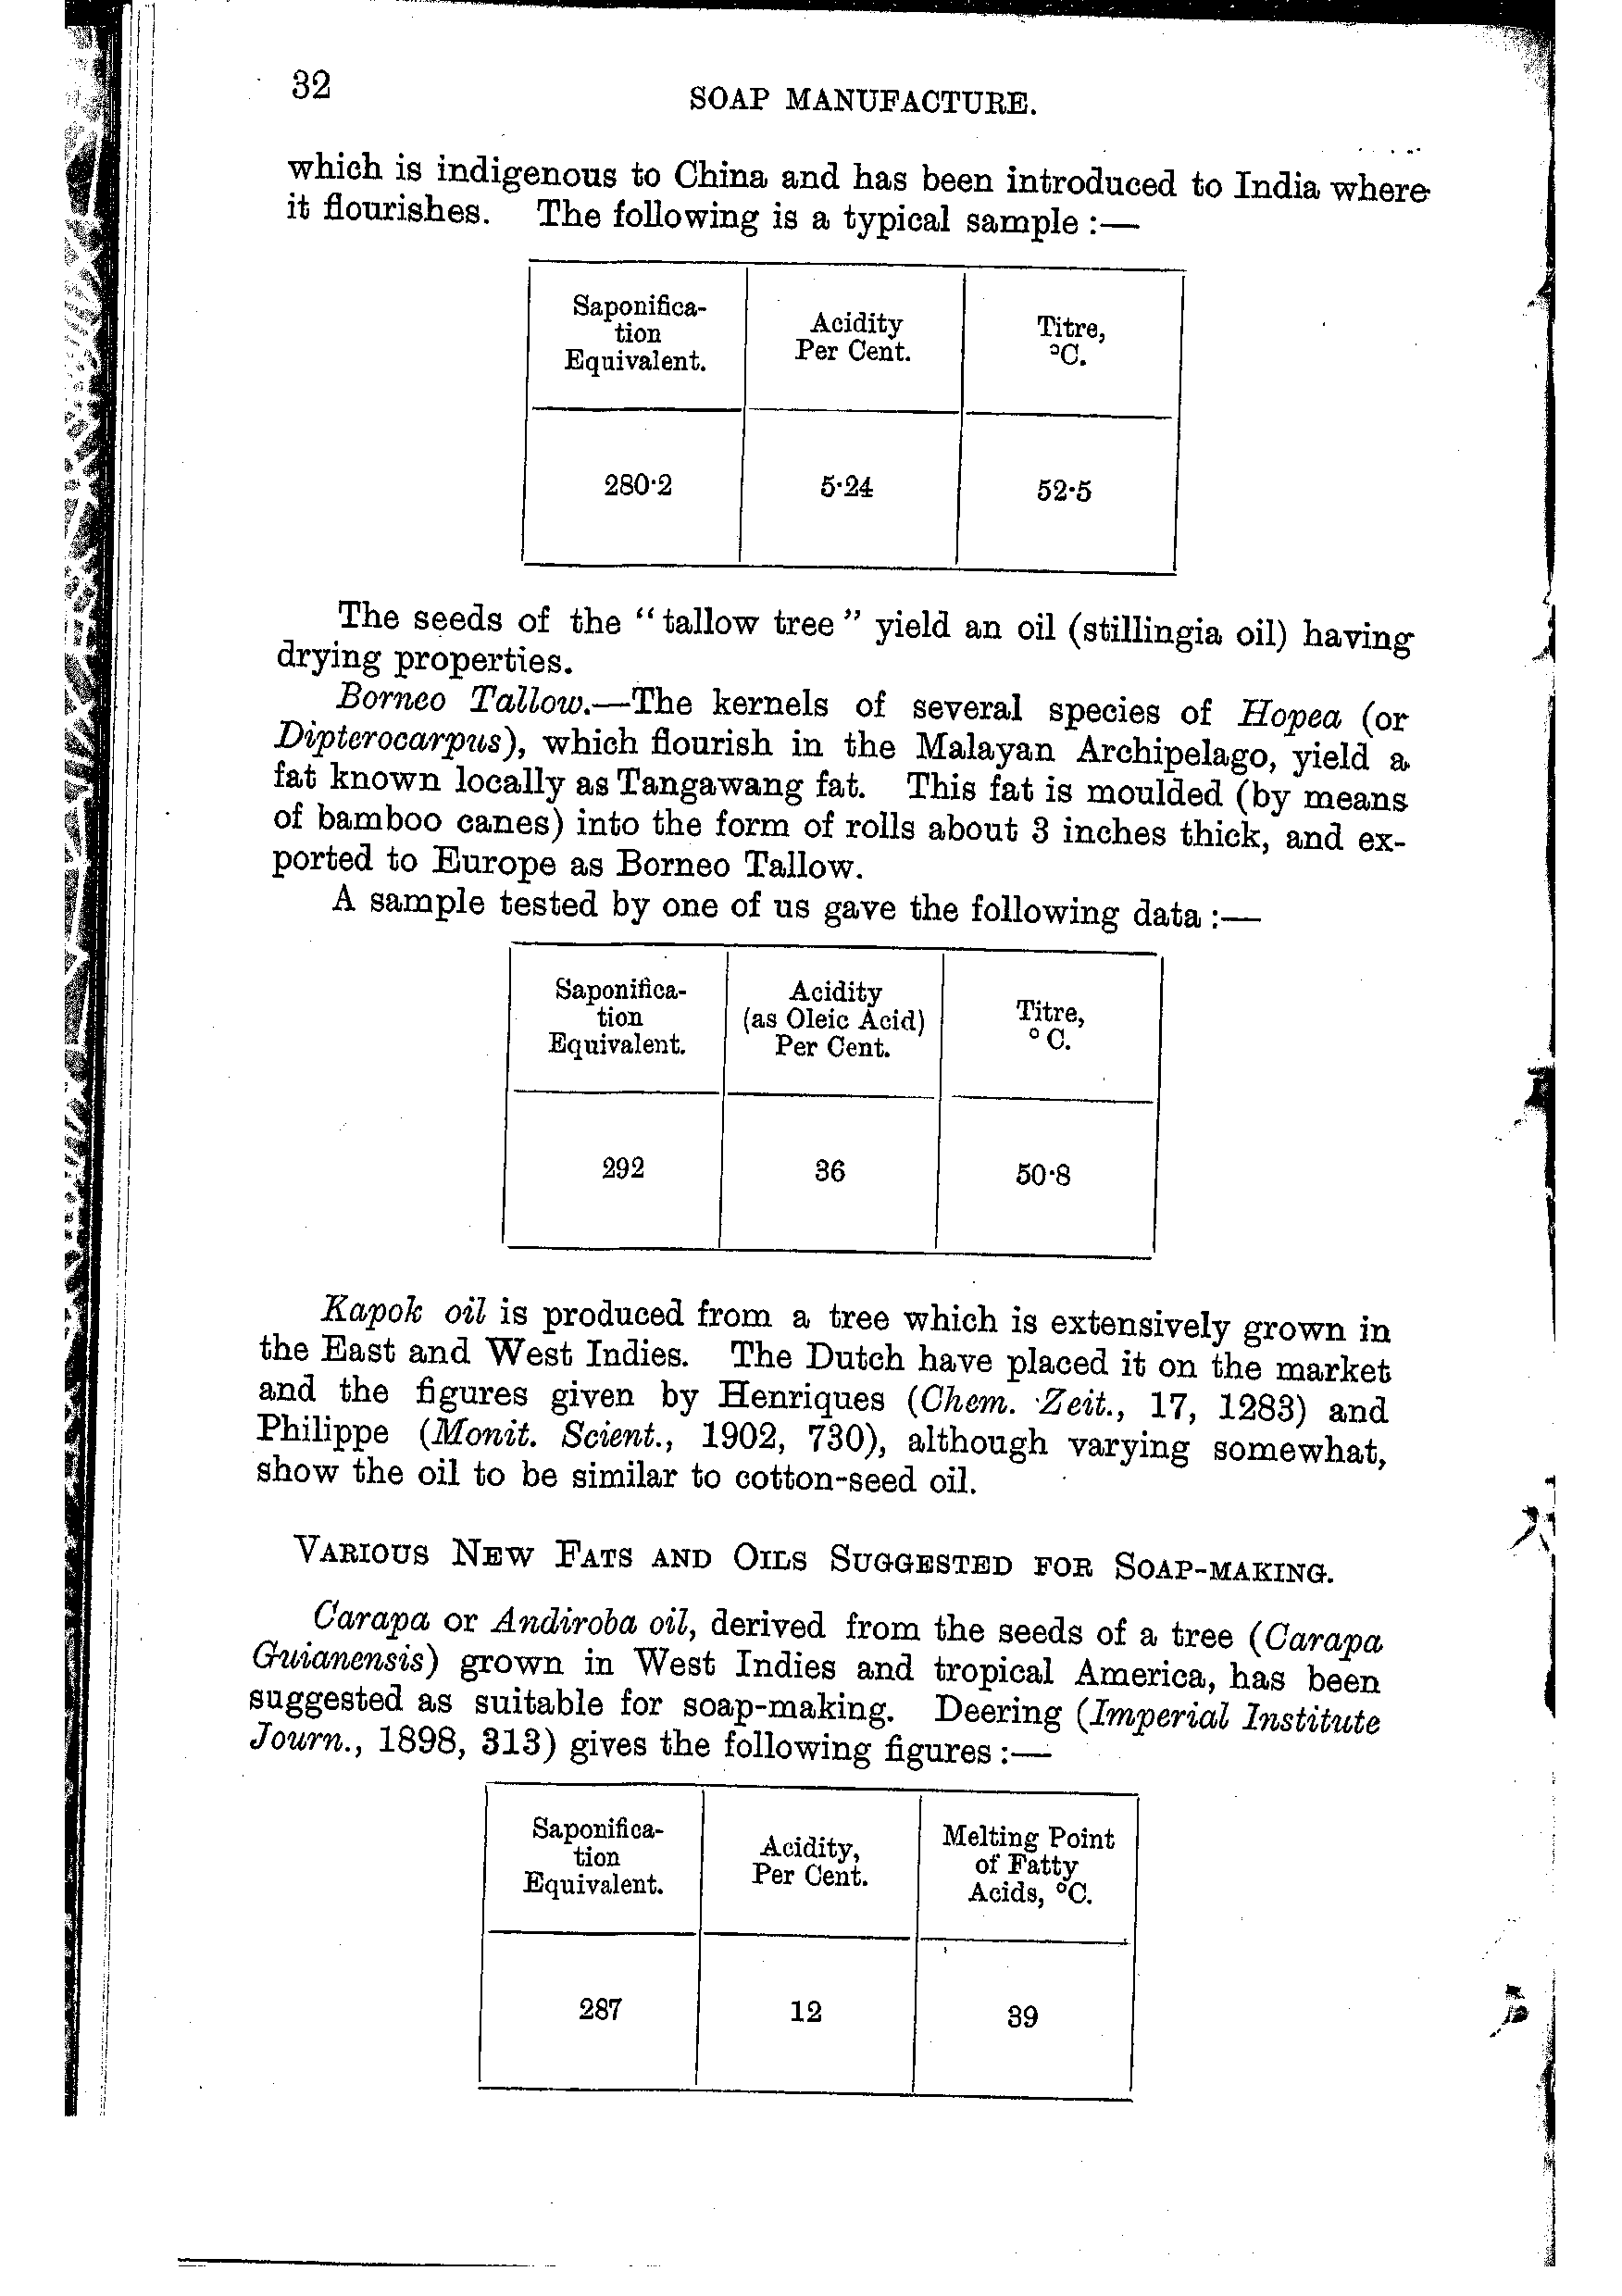 32
SOAP MANUFACTURE.
which is indigenous to China and has been introduced to India where
it flourishes. The following is a typical sample :—
Saponifica-
tion
Equivalent.
Acidity
Per Cent.
Titre,
°C.
280·2
5·24
52·5
The seeds of the “tallow tree” yield an oil (stillingia oil) having
drying properties.
Borneo Tallow.—The kernels of several species of Hopea (or
Dipterocarpus), which flourish in the Malayan Archipelago, yield a
fat known locally as Tangawang fat. This fat is moulded (by means
of bamboo canes) into the form of rolls about 3 inches thick, and ex-
ported to Europe as Borneo Tallow.
A sample tested by one of us gave the following data :—
Saponifica-
tion
Equivalent.
Acidity
(as Oleic Acid)
Per Cent.
Titre,
° C.
292
36
50·8
Kapok oil is produced from a tree which is extensively grown in
the East and West Indies. The Dutch have placed it on the market
and the figures given by Henriques (Chem. Zeit., 17, 1283) and
Philippe (Monit. Scient., 1902, 730), although varying somewhat,
show the oil to be similar to cotton-seed oil.
VARIOUS NEW FATS AND OILS SUGGESTED FOR SOAP-MAKING.
Carapa or Andiroba oil, derived from the seeds of a tree (Carapa
Guianensis) grown in West Indies and tropical America, has been
suggested as suitable for soap-making. Deering (Imperial Institute
Journ., 1898, 313) gives the following figures :—
Saponifica-
tion
Equivalent.
Acidity,
Per Cent.
Melting Point
of Fatty
Acids, °C.
287
12
39